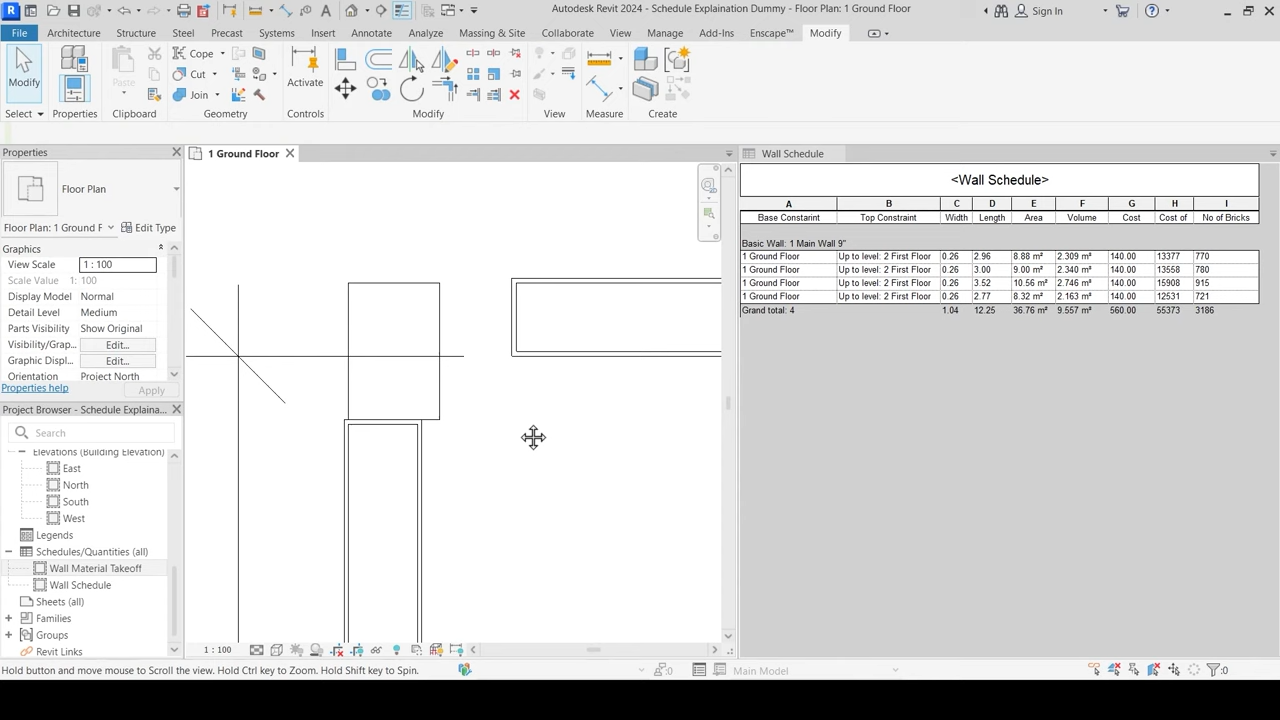 Autodesk Revit 2024 - Schedule Explaination Dummy - Floor Plan: 1 Ground Floor
Sign In
File Architecture Structure Steel Precast Systems Insert Annotate Analyze Massing & Site Collaborate View Manage Add-Ins Enscape™ Modify
Modify
Paste
Cope
Cut
Join
Activate
Select Properties Clipboard Geometry Controls Modify View Measure Create
Properties
Floor Plan
Floor Plan: 1 Ground F
Edit Type
Graphics
View Scale 1 : 100
Scale Value 1: 100
Display Model Normal
Detail Level Medium
Parts Visibility Show Original
Visibility/Grap... Edit...
Graphic Displ... Edit...
Orientation Project North
Properties help Apply
Project Browser - Schedule Explaina...
Search
Elevations (Building Elevation)
East
North
South
West
Legends
Schedules/Quantities (all)
Wall Material Takeoff
Wall Schedule
Sheets (all)
Families
Groups
Revit Links
1 Ground Floor
1 : 100
Wall Schedule
<Wall Schedule>
A B C D E F G H I
Base Constarint Top Constraint Width Length Area Volume Cost Cost of No of Bricks
Basic Wall: 1 Main Wall 9"
1 Ground Floor Up to level: 2 First Floor 0.26 2.96 8.88 m² 2.309 m³ 140.00 13377 770
1 Ground Floor Up to level: 2 First Floor 0.26 3.00 9.00 m² 2.340 m³ 140.00 13558 780
1 Ground Floor Up to level: 2 First Floor 0.26 3.52 10.56 m² 2.746 m³ 140.00 15908 915
1 Ground Floor Up to level: 2 First Floor 0.26 2.77 8.32 m² 2.163 m³ 140.00 12531 721
Grand total: 4 1.04 12.25 36.76 m² 9.557 m³ 560.00 55373 3186
Hold button and move mouse to Scroll the view. Hold Ctrl key to Zoom. Hold Shift key to Spin.
:0
Main Model
:0